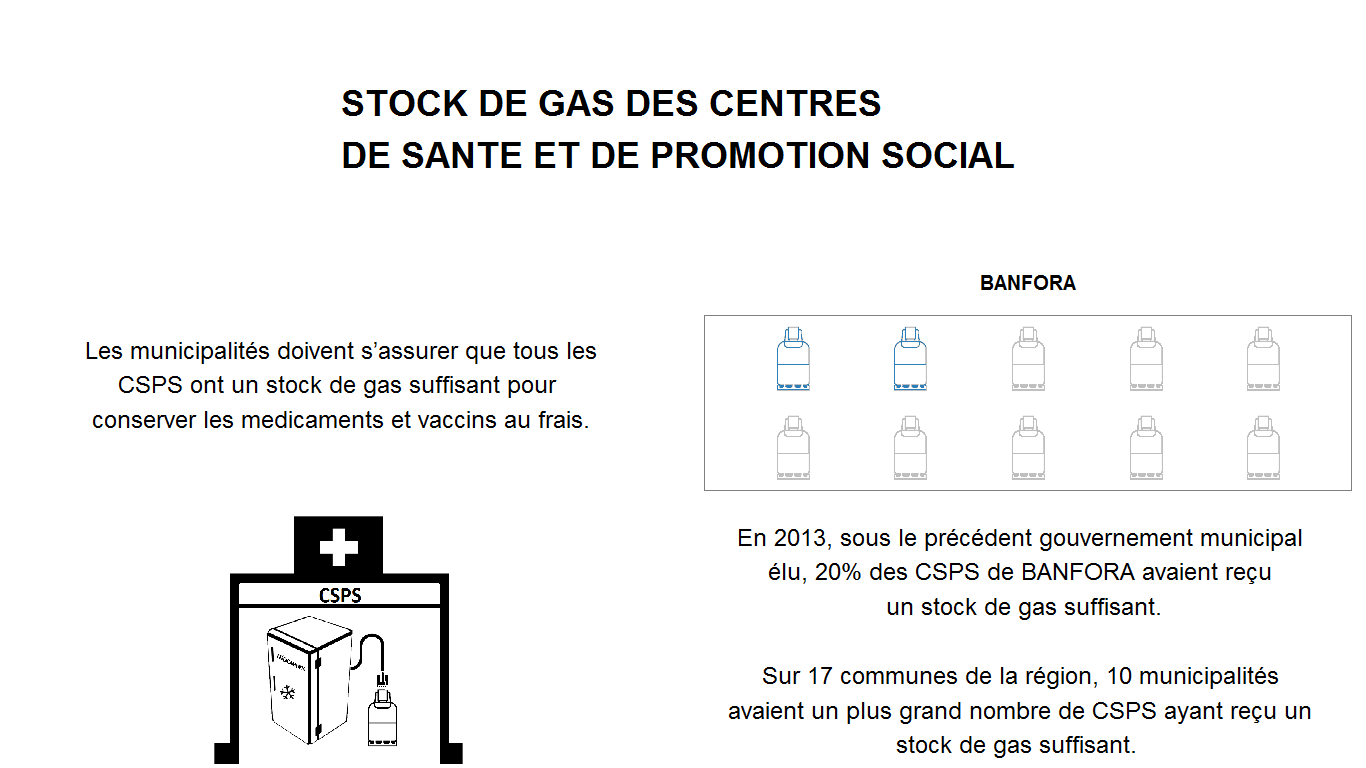 STOCK DE GAS DES CENTRES
DE SANTE ET DE PROMOTION SOCIAL
Les municipalités doivent s’assurer que tous les
CSPS ont un stock de gas suffisant pour
conserver les medicaments et vaccins au frais.
CSPS
BANFORA
En 2013, sous le précédent gouvernement municipal
élu, 20% des CSPS de BANFORA avaient reçu
un stock de gas suffisant.
Sur 17 communes de la région, 10 municipalités
avaient un plus grand nombre de CSPS ayant reçu un
stock de gas suffisant.